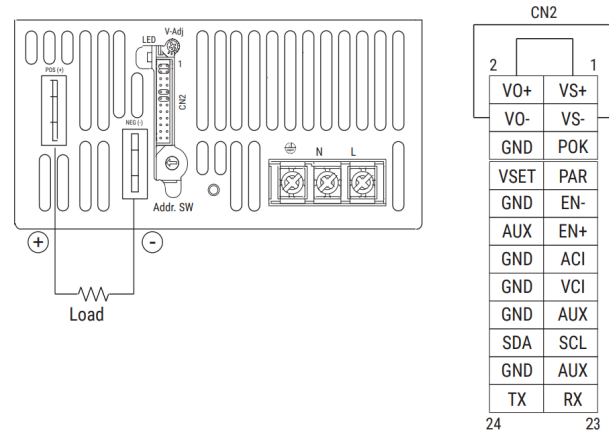 V-Adj
LED
POS (+)
1
CN2
NEG (-)
N L
Addr. SW
+ -
Load
CN2
2 1
VO+ VS+
VO- VS-
GND POK
VSET PAR
GND EN-
AUX EN+
GND ACI
GND VCI
GND AUX
SDA SCL
GND AUX
TX RX
24 23